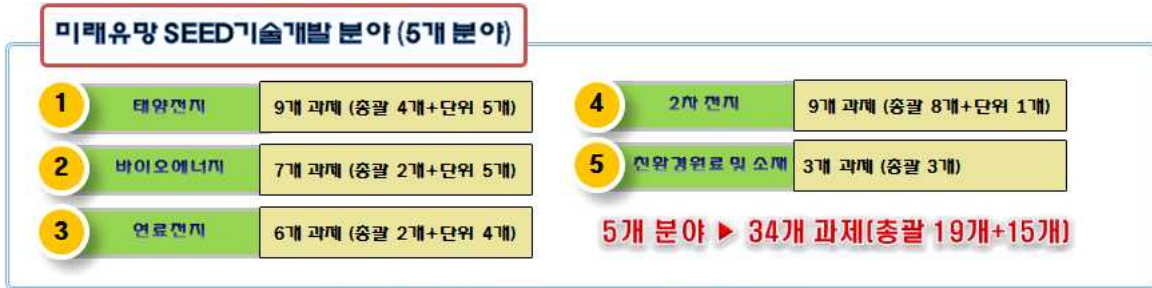 미래유망 SEED기술개발 분야 (5개 분야)
1 태양전지 9개 과제 (총괄 4개+단위 5개)
2 바이오에너지 7개 과제 (총괄 2개+단위 5개)
3 연료전지 6개 과제 (총괄 2개+단위 4개)
4 2차 전지 9개 과제 (총괄 8개+단위 1개)
5 친환경원료 및 소재 3개 과제 (총괄 3개)
5개 분야 ▶ 34개 과제(총괄 19개+15개)